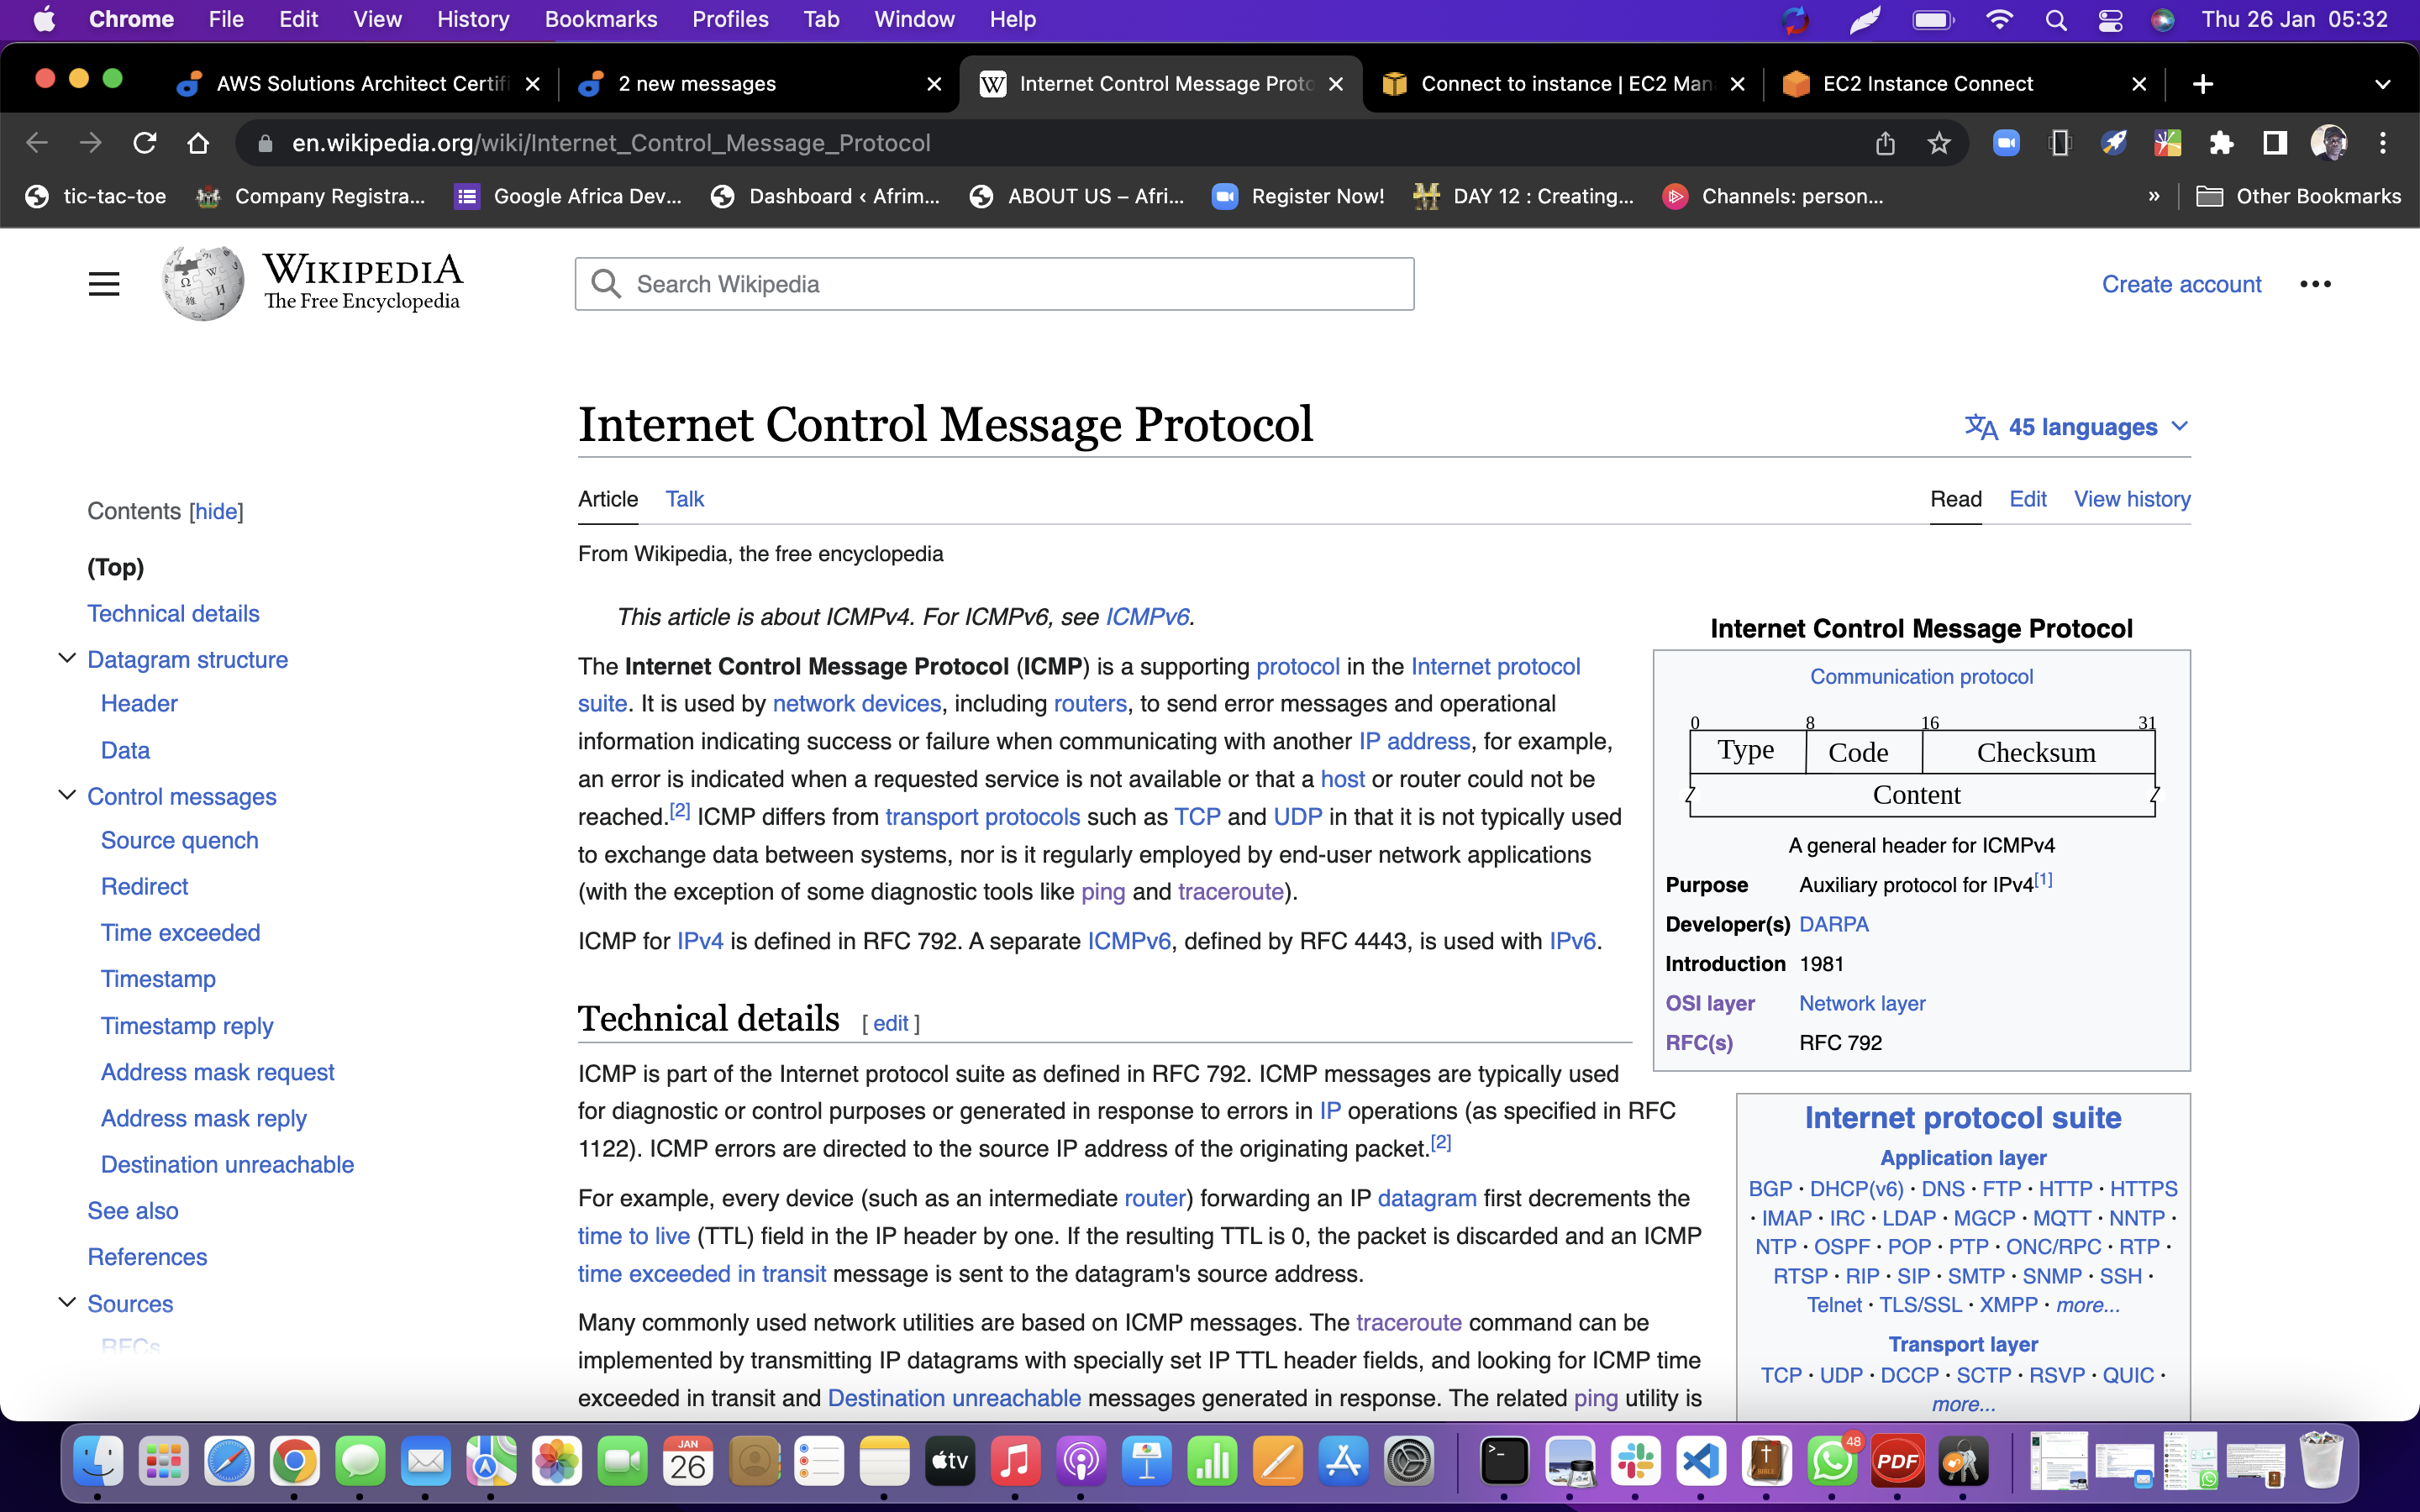 Chrome File Edit View History Bookmarks Profiles Tab Window Help Thu 26 Jan 05:32
AWS Solutions Architect Certifi
2 new messages
Internet Control Message Proto
Connect to instance | EC2 Man
EC2 Instance Connect
en.wikipedia.org/wiki/Internet_Control_Message_Protocol
tic-tac-toe Company Registra... Google Africa Dev... Dashboard ‹ Afrim... ABOUT US – Afri... Register Now! DAY 12 : Creating... Channels: person... » Other Bookmarks
WIKIPEDIA
The Free Encyclopedia
Search Wikipedia
Create account
Internet Control Message Protocol
45 languages
Article Talk Read Edit View history
From Wikipedia, the free encyclopedia
Contents [hide]
(Top)
Technical details
Datagram structure
Header
Data
Control messages
Source quench
Redirect
Time exceeded
Timestamp
Timestamp reply
Address mask request
Address mask reply
Destination unreachable
See also
References
Sources
RFCs
This article is about ICMPv4. For ICMPv6, see ICMPv6.
The Internet Control Message Protocol (ICMP) is a supporting protocol in the Internet protocol
suite. It is used by network devices, including routers, to send error messages and operational
information indicating success or failure when communicating with another IP address, for example,
an error is indicated when a requested service is not available or that a host or router could not be
reached.[2] ICMP differs from transport protocols such as TCP and UDP in that it is not typically used
to exchange data between systems, nor is it regularly employed by end-user network applications
(with the exception of some diagnostic tools like ping and traceroute).
ICMP for IPv4 is defined in RFC 792. A separate ICMPv6, defined by RFC 4443, is used with IPv6.
Technical details [ edit ]
ICMP is part of the Internet protocol suite as defined in RFC 792. ICMP messages are typically used
for diagnostic or control purposes or generated in response to errors in IP operations (as specified in RFC
1122). ICMP errors are directed to the source IP address of the originating packet.[2]
For example, every device (such as an intermediate router) forwarding an IP datagram first decrements the
time to live (TTL) field in the IP header by one. If the resulting TTL is 0, the packet is discarded and an ICMP
time exceeded in transit message is sent to the datagram's source address.
Many commonly used network utilities are based on ICMP messages. The traceroute command can be
implemented by transmitting IP datagrams with specially set IP TTL header fields, and looking for ICMP time
exceeded in transit and Destination unreachable messages generated in response. The related ping utility is
Internet Control Message Protocol
Communication protocol
0 8 16 31
Type Code Checksum
Content
A general header for ICMPv4
Purpose Auxiliary protocol for IPv4[1]
Developer(s) DARPA
Introduction 1981
OSI layer Network layer
RFC(s) RFC 792
Internet protocol suite
Application layer
BGP · DHCP(v6) · DNS · FTP · HTTP · HTTPS
· IMAP · IRC · LDAP · MGCP · MQTT · NNTP ·
NTP · OSPF · POP · PTP · ONC/RPC · RTP ·
RTSP · RIP · SIP · SMTP · SNMP · SSH ·
Telnet · TLS/SSL · XMPP · more...
Transport layer
TCP · UDP · DCCP · SCTP · RSVP · QUIC ·
more...
JAN
26
tv
48
PDF